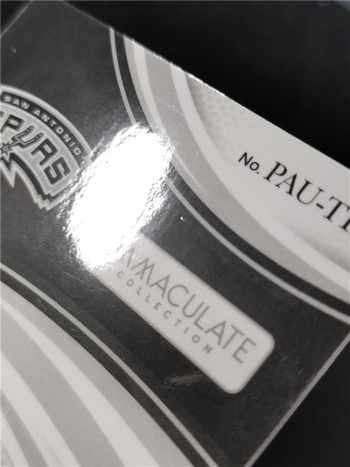 SAN ANTONIO
SPURS
No. PAU-T
IMMACULATE
COLLECTION